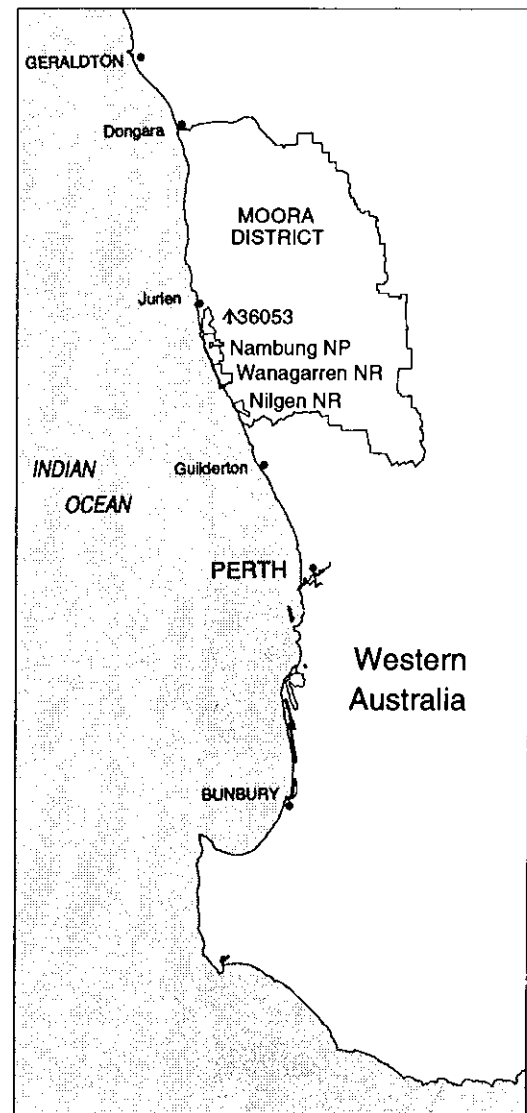 GERALDTON
Dongara
MOORA
DISTRICT
Jurien
36053
Nambung NP
Wanagarren NR
Nilgen NR
Guilderton
INDIAN
OCEAN
PERTH
Western
Australia
BUNBURY